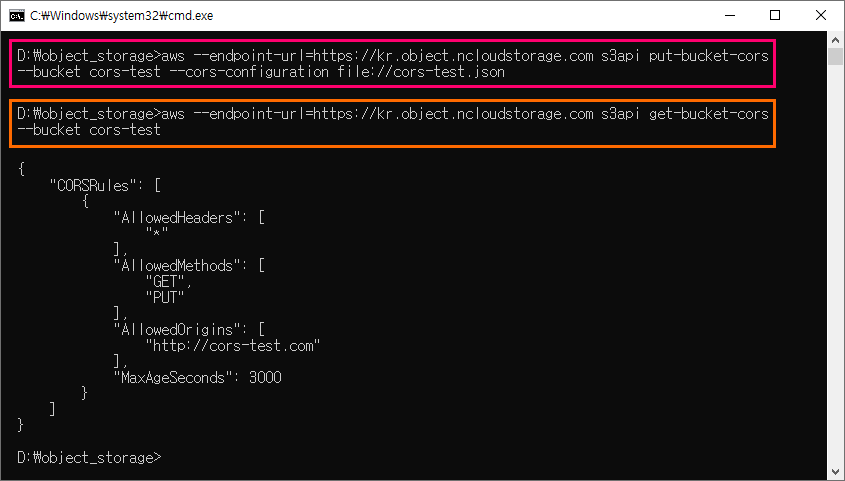 C:₩Windows₩system32₩cmd.exe
D:₩object_storage>aws --endpoint-url=https://kr.object.ncloudstorage.com s3api put-bucket-cors
--bucket cors-test --cors-configuration file://cors-test.json
D:₩object_storage>aws --endpoint-url=https://kr.object.ncloudstorage.com s3api get-bucket-cors
--bucket cors-test
{
    "CORSRules": [
        {
            "AllowedHeaders": [
                "*"
            ],
            "AllowedMethods": [
                "GET",
                "PUT"
            ],
            "AllowedOrigins": [
                "http://cors-test.com"
            ],
            "MaxAgeSeconds": 3000
        }
    ]
}
D:₩object_storage>